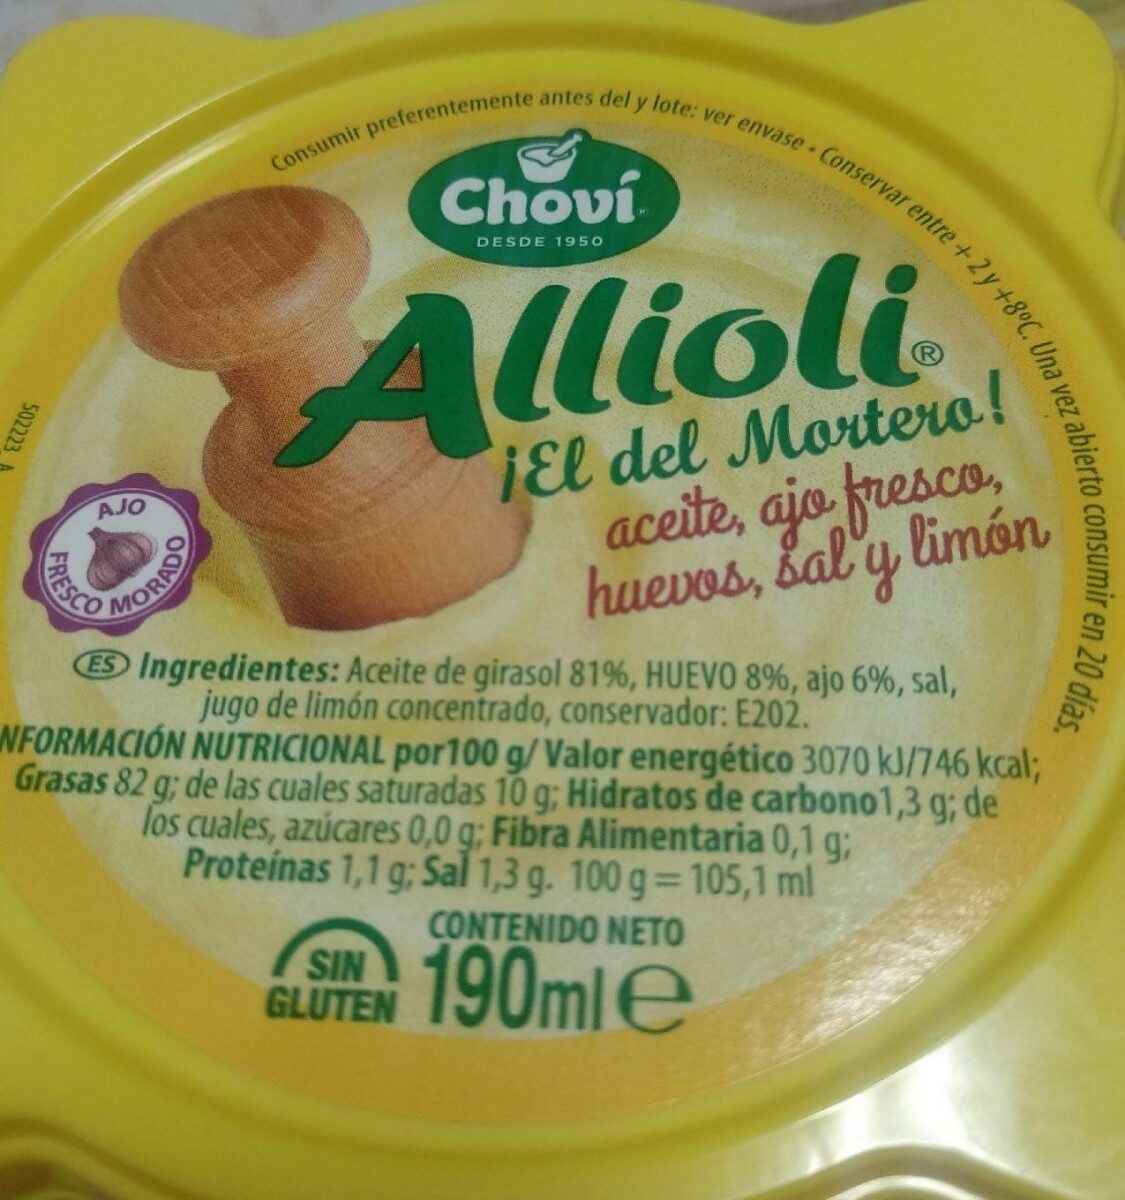 Consumir preferentemente antes del y lote: ver envase • Conservar entre +2 y +8ºC. Una vez abierto consumir en 20 días.
Choví
DESDE 1950
Allioli®
¡El del Mortero!
aceite, ajo fresco,
huevos, sal y limón
502223 A
AJO
FRESCO MORADO
ES Ingredientes: Aceite de girasol 81%, HUEVO 8%, ajo 6%, sal,
jugo de limón concentrado, conservador: E202.
NFORMACIÓN NUTRICIONAL por100 g/ Valor energético 3070 kJ/746 kcal;
Grasas 82 g; de las cuales saturadas 10 g; Hidratos de carbono1,3 g; de
los cuales, azúcares 0,0 g; Fibra Alimentaria 0,1 g;
Proteínas 1,1 g; Sal 1,3 g. 100 g = 105,1 ml
CONTENIDO NETO
SIN
GLUTEN
190ml e